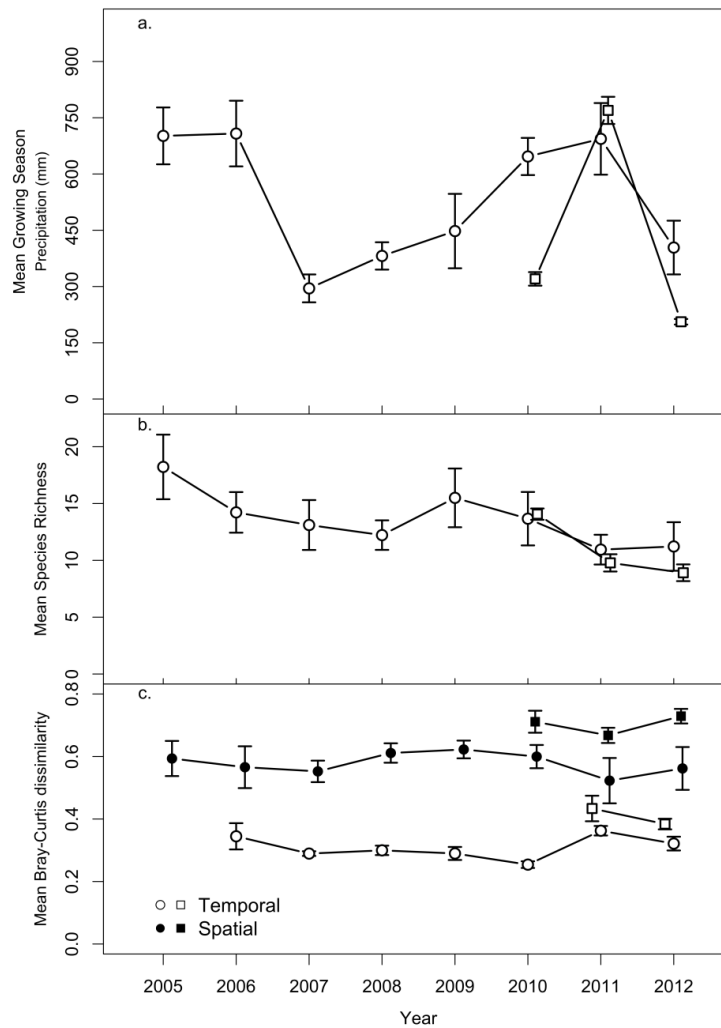 a.
Mean Growing Season
Precipitation (mm)
900
750
600
450
300
150
0
b.
Mean Species Richness
20
15
10
5
0
c.
Mean Bray-Curtis dissimilarity
0.8
0.6
0.4
0.2
0.0
Temporal
Spatial
2005 2006 2007 2008 2009 2010 2011 2012
Year